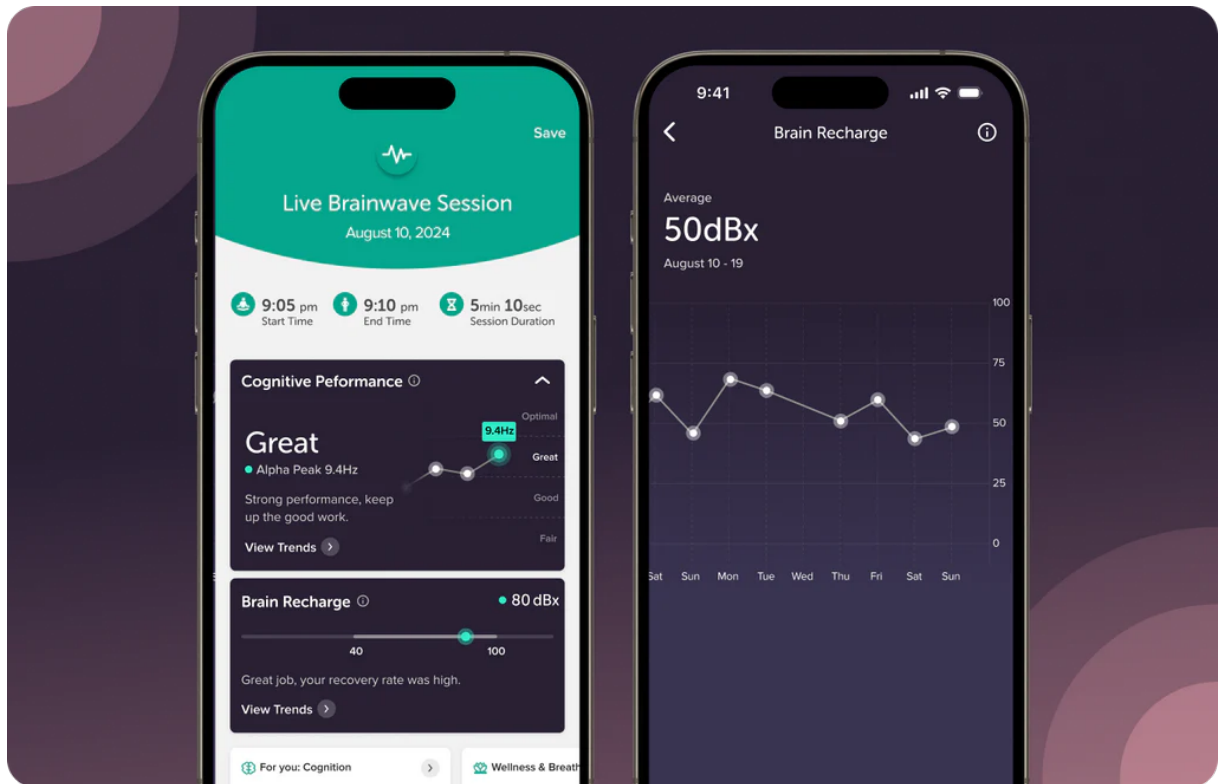 Save
Live Brainwave Session
August 10, 2024
9:05 pm
Start Time
9:10 pm
End Time
5min 10sec
Session Duration
Cognitive Peformance
Optimal
9.4Hz
Great
Great
Alpha Peak 9.4Hz
Strong performance, keep
up the good work.
Good
Fair
View Trends
Brain Recharge
80 dBx
40
100
Great job, your recovery rate was high.
View Trends
For you: Cognition
Wellness & Breath
9:41
Brain Recharge
Average
50dBx
August 10 - 19
100
75
50
25
0
Sat Sun Mon Tue Wed Thu Fri Sat Sun